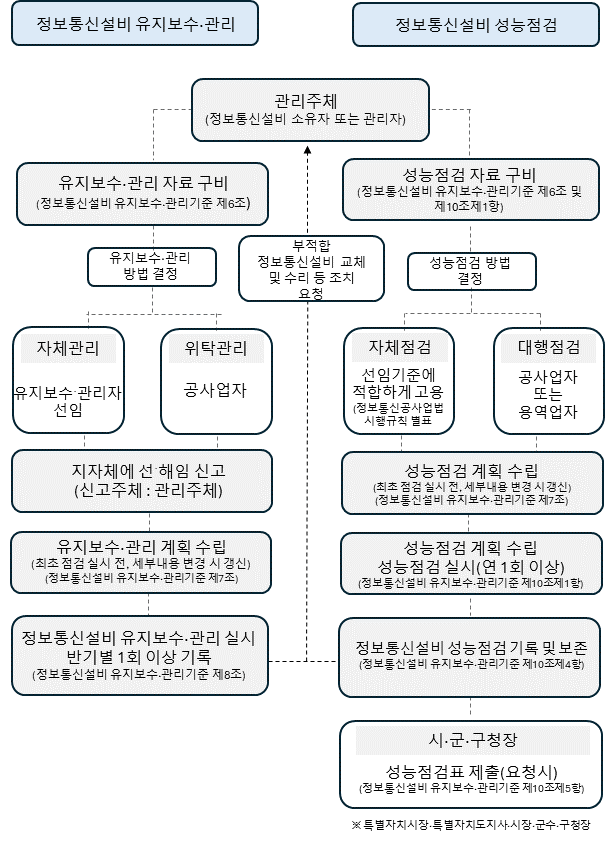 정보통신설비 유지보수·관리
정보통신설비 성능점검
관리주체
(정보통신설비 소유자 또는 관리자)
유지보수·관리 자료 구비
(정보통신설비 유지보수·관리기준 제6조)
성능점검 자료 구비
(정보통신설비 유지보수·관리기준 제6조 및
제10조제1항)
유지보수·관리
방법 결정
부적합
정보통신설비 교체
및 수리 등 조치
요청
성능점검 방법
결정
자체관리
유지보수·관리자
선임
위탁관리
공사업자
자체점검
선임기준에
적합하게 고용
(정보통신공사업법
시행규칙 별표
대행점검
공사업자
또는
용역업자
지자체에 선·해임 신고
(신고주체 : 관리주체)
성능점검 계획 수립
(최초 점검 실시 전, 세부내용 변경 시 갱신)
(정보통신설비 유지보수·관리기준 제7조)
유지보수·관리 계획 수립
(최초 점검 실시 전, 세부내용 변경 시 갱신)
(정보통신설비 유지보수·관리기준 제7조)
성능점검 계획 수립
성능점검 실시(연 1회 이상)
(정보통신설비 유지보수·관리기준 제10조제1항)
정보통신설비 유지보수·관리 실시
반기별 1회 이상 기록
(정보통신설비 유지보수·관리기준 제8조)
정보통신설비 성능점검 기록 및 보존
(정보통신설비 유지보수·관리기준 제10조제4항)
시·군·구청장
성능점검표 제출(요청시)
(정보통신설비 유지보수·관리기준 제10조제5항)
※ 특별자치시장·특별자치도지사·시장·군수·구청장